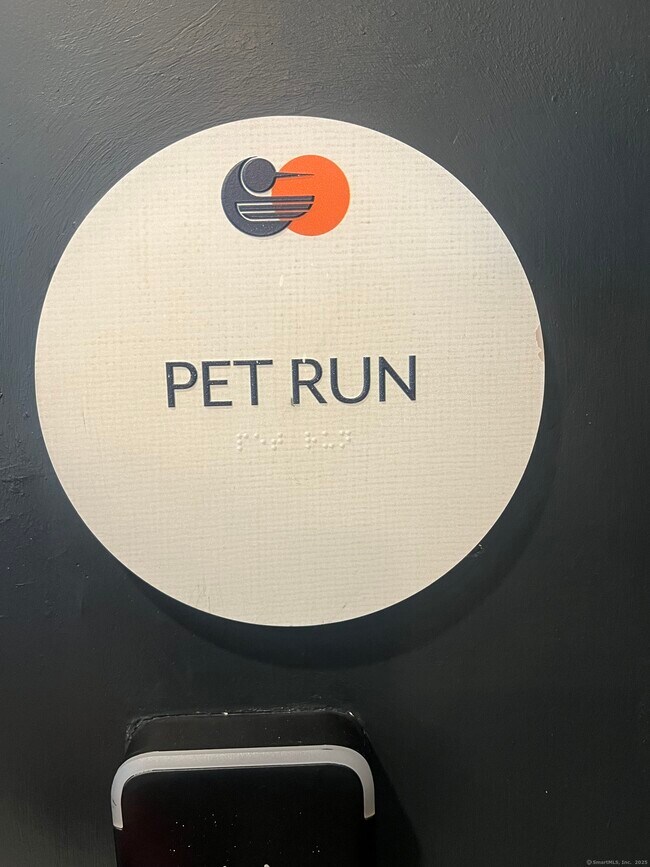 PET RUN
© SmartMLS, Inc. 2025